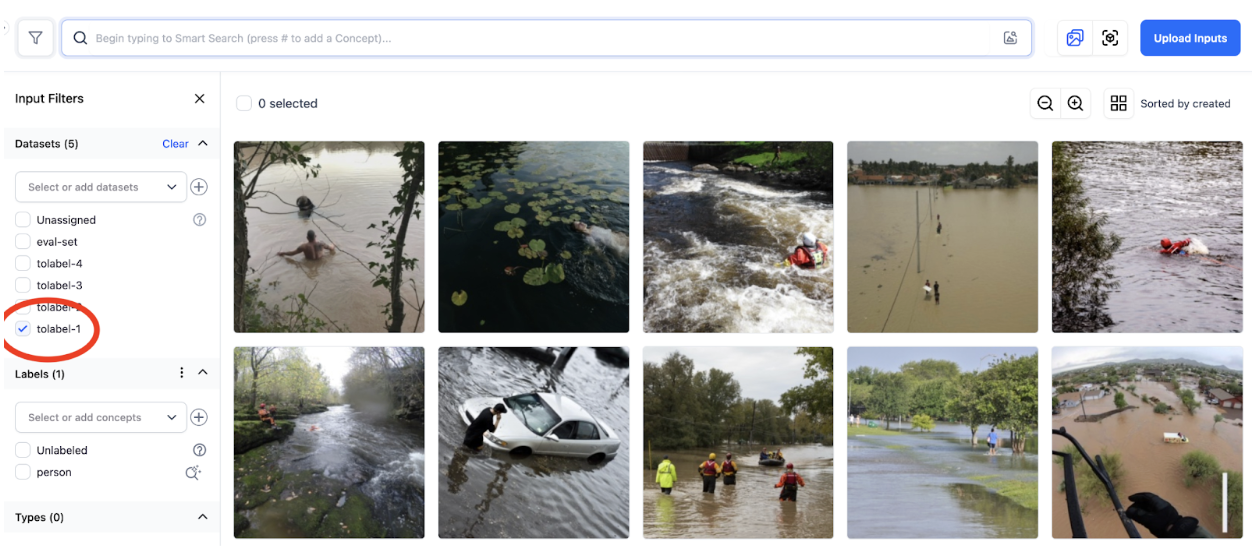 Begin typing to Smart Search (press # to add a Concept)...
Upload Inputs
Input Filters
0 selected
Sorted by created
Datasets (5)
Clear
Select or add datasets
Unassigned
eval-set
tolabel-4
tolabel-3
tolabel-2
tolabel-1
Labels (1)
Select or add concepts
Unlabeled
person
Types (0)